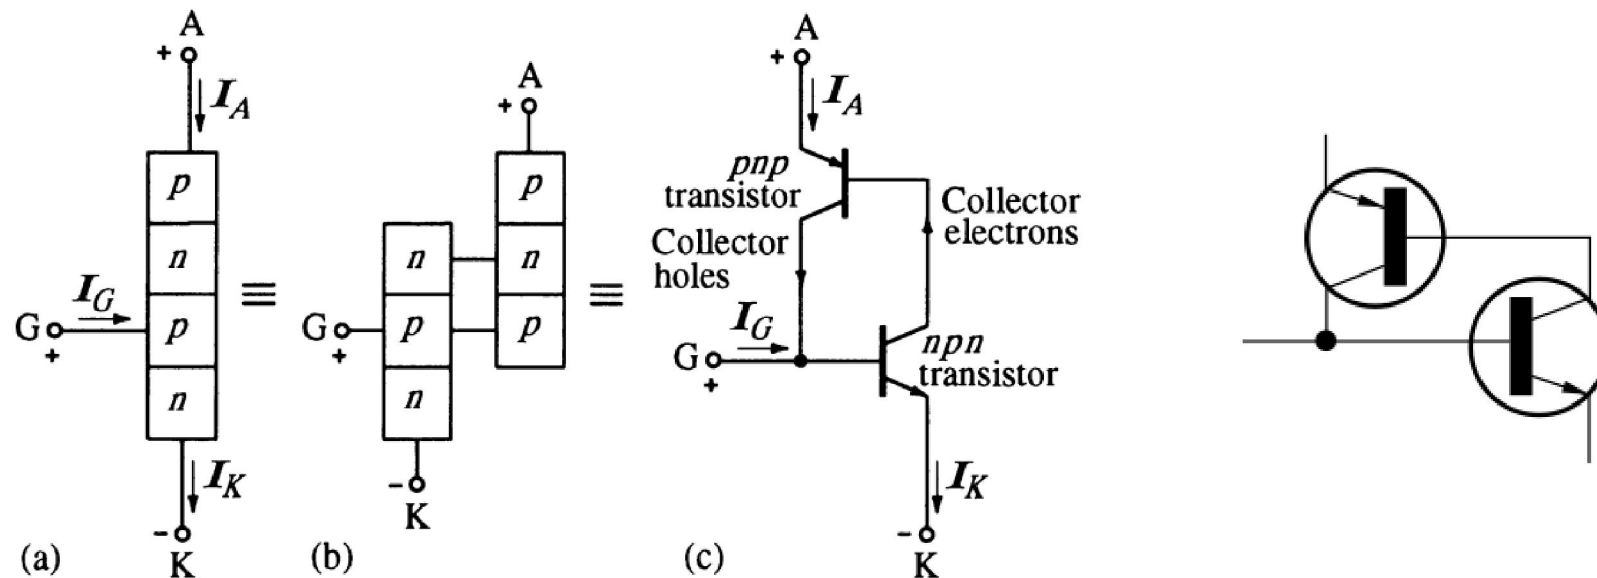 A
+
I_A
p
n
I_G
G
+
p
n
I_K
-
K
(a)
≡
A
+
p
n
n
G
+
p
p
n
-
K
(b)
≡
A
+
I_A
pnp
transistor
Collector
holes
Collector
electrons
I_G
G
+
npn
transistor
I_K
-
K
(c)